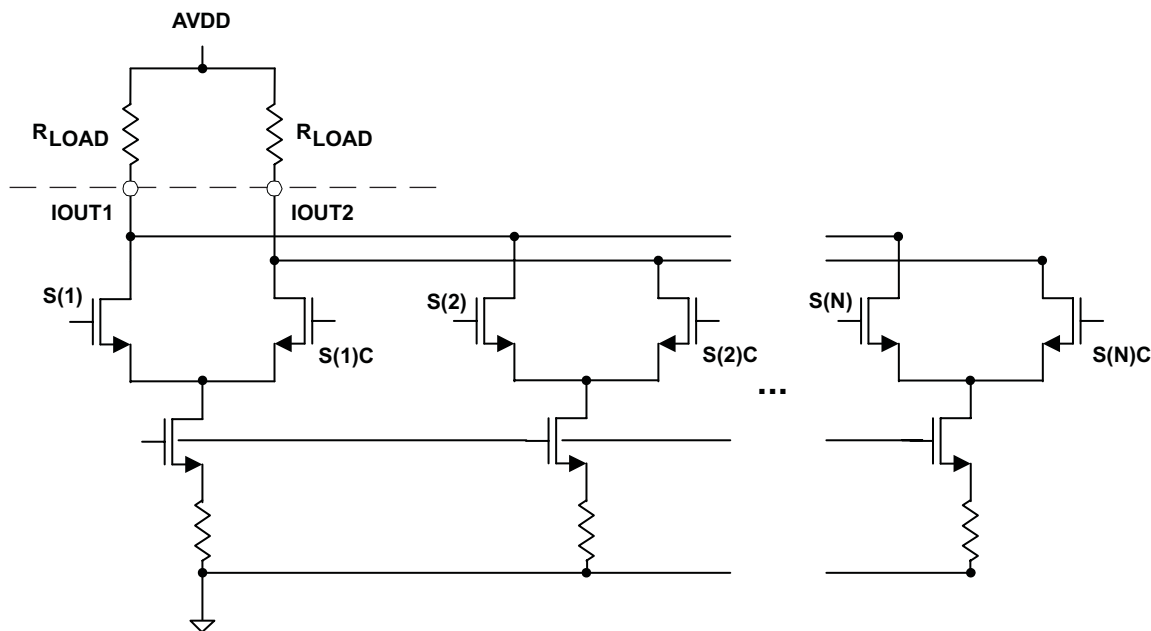 AVDD
RLOAD RLOAD
IOUT1 IOUT2
S(1) S(1)C S(2) S(2)C S(N) S(N)C
...